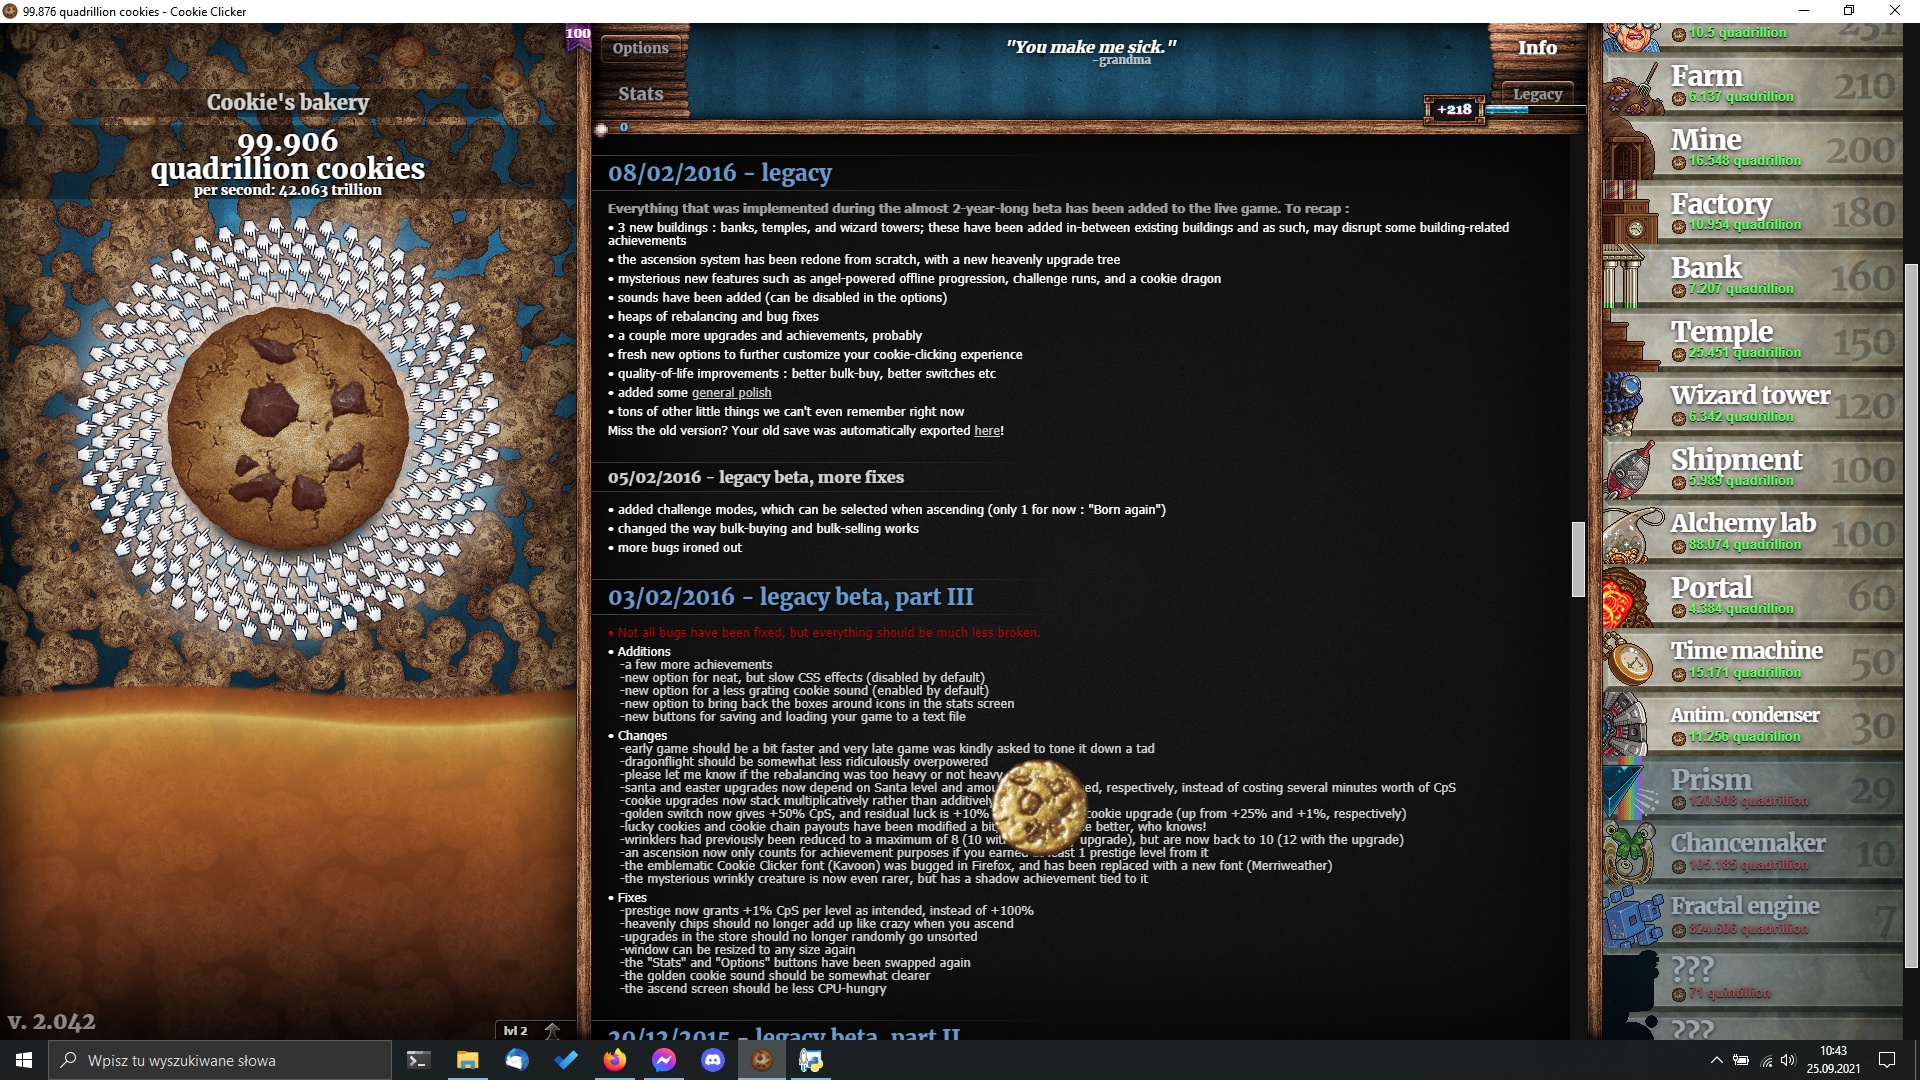 99.876 quadrillion cookies - Cookie Clicker
100
Options
Stats
"You make me sick."
-grandma
Info
Legacy
+218
0
Cookie's bakery
99.906
quadrillion cookies
per second: 42.063 trillion
v. 2.042
lvl 2
08/02/2016 - legacy
Everything that was implemented during the almost 2-year-long beta has been added to the live game. To recap :
• 3 new buildings : banks, temples, and wizard towers; these have been added in-between existing buildings and as such, may disrupt some building-related
achievements
• the ascension system has been redone from scratch, with a new heavenly upgrade tree
• mysterious new features such as angel-powered offline progression, challenge runs, and a cookie dragon
• sounds have been added (can be disabled in the options)
• heaps of rebalancing and bug fixes
• a couple more upgrades and achievements, probably
• fresh new options to further customize your cookie-clicking experience
• quality-of-life improvements : better bulk-buy, better switches etc
• added some general polish
• tons of other little things we can't even remember right now
Miss the old version? Your old save was automatically exported here!
05/02/2016 - legacy beta, more fixes
• added challenge modes, which can be selected when ascending (only 1 for now : "Born again")
• changed the way bulk-buying and bulk-selling works
• more bugs ironed out
03/02/2016 - legacy beta, part III
• Not all bugs have been fixed, but everything should be much less broken.
• Additions
-a few more achievements
-new option for neat, but slow CSS effects (disabled by default)
-new option for a less grating cookie sound (enabled by default)
-new option to bring back the boxes around icons in the stats screen
-new buttons for saving and loading your game to a text file
• Changes
-early game should be a bit faster and very late game was kindly asked to tone it down a tad
-dragonflight should be somewhat less ridiculously overpowered
-please let me know if the rebalancing was too heavy or not heavy
-santa and easter upgrades now depend on Santa level and respectively, instead of costing several minutes worth of CpS
-cookie upgrades now stack multiplicatively rather than additively
-golden switch now gives +50% CpS, and residual luck is +10% cookie upgrade (up from +25% and +1%, respectively)
-lucky cookies and cookie chain payouts have been modified a bit better, who knows!
-wrinklers had previously been reduced to a maximum of 8 (10 upgrade), but are now back to 10 (12 with the upgrade)
-an ascension now only counts for achievement purposes if you earned 1 prestige level from it
-the emblematic Cookie Clicker font (Kavoon) was bugged in Firefox, and has been replaced with a new font (Merriweather)
-the mysterious wrinkly creature is now even rarer, but has a shadow achievement tied to it
• Fixes
-prestige now grants +1% CpS per level as intended, instead of +100%
-heavenly chips should no longer add up like crazy when you ascend
-upgrades in the store should no longer randomly go unsorted
-window can be resized to any size again
-the "Stats" and "Options" buttons have been swapped again
-the golden cookie sound should be somewhat clearer
-the ascend screen should be less CPU-hungry
20/12/2015 - legacy beta, part II
10.5 quadrillion
Farm 210
6.137 quadrillion
Mine 200
16.548 quadrillion
Factory 180
10.954 quadrillion
Bank 160
7.207 quadrillion
Temple 150
25.451 quadrillion
Wizard tower 120
6.342 quadrillion
Shipment 100
5.989 quadrillion
Alchemy lab 100
88.074 quadrillion
Portal 60
4.384 quadrillion
Time machine 50
15.171 quadrillion
Antim. condenser 30
11.256 quadrillion
Prism 29
120.908 quadrillion
Chancemaker 10
105.185 quadrillion
Fractal engine 7
824.606 quadrillion
???
71 quintillion
???
Wpisz tu wyszukiwane słowa
10:43
25.09.2021